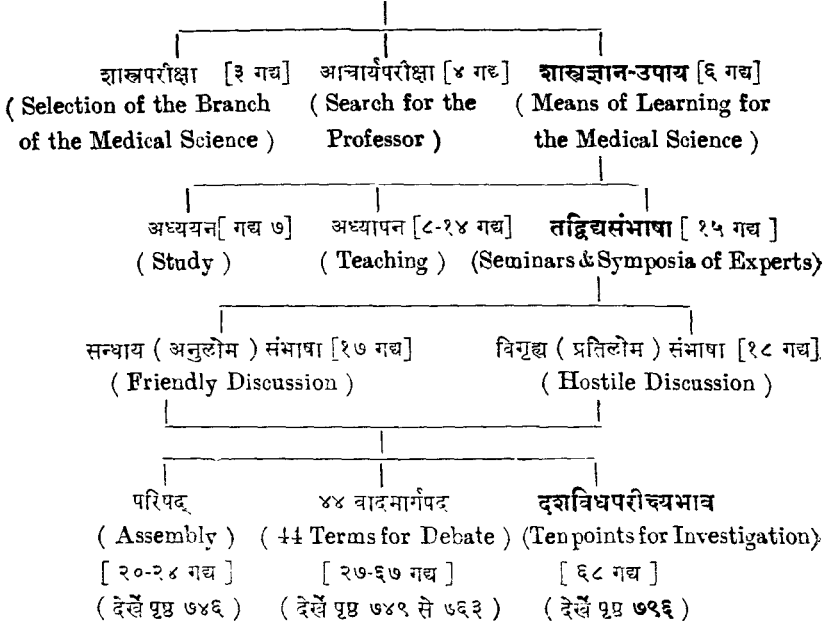 शास्त्रपरीक्षा [३ गद्य] आचार्यपरीक्षा [४ गद्य] शास्त्रज्ञान-उपाय [६ गद्य]
( Selection of the Branch ( Search for the ( Means of Learning for
of the Medical Science ) Professor ) the Medical Science )
अध्ययन[ गद्य ७] अध्यापन [८-१४ गद्य] तद्विद्यसंभाषा [ १५ गद्य ]
( Study ) ( Teaching ) (Seminars & Symposia of Experts)
सन्धाय ( अनुलोम ) संभाषा [१७ गद्य] विगृह्य ( प्रतिलोम ) संभाषा [१८ गद्य]
( Friendly Discussion ) ( Hostile Discussion )
परिषद् ४४ वादमार्गपद दशविधपरीक्ष्यभाव
( Assembly ) ( 44 Terms for Debate ) (Ten points for Investigation)
[ २०-२४ गद्य ] [ २७-६७ गद्य ] [ ६८ गद्य ]
( देखें पृष्ठ ७४६ ) ( देखें पृष्ठ ७४९ से ७६३ ) ( देखें पृष्ठ ७९६ )